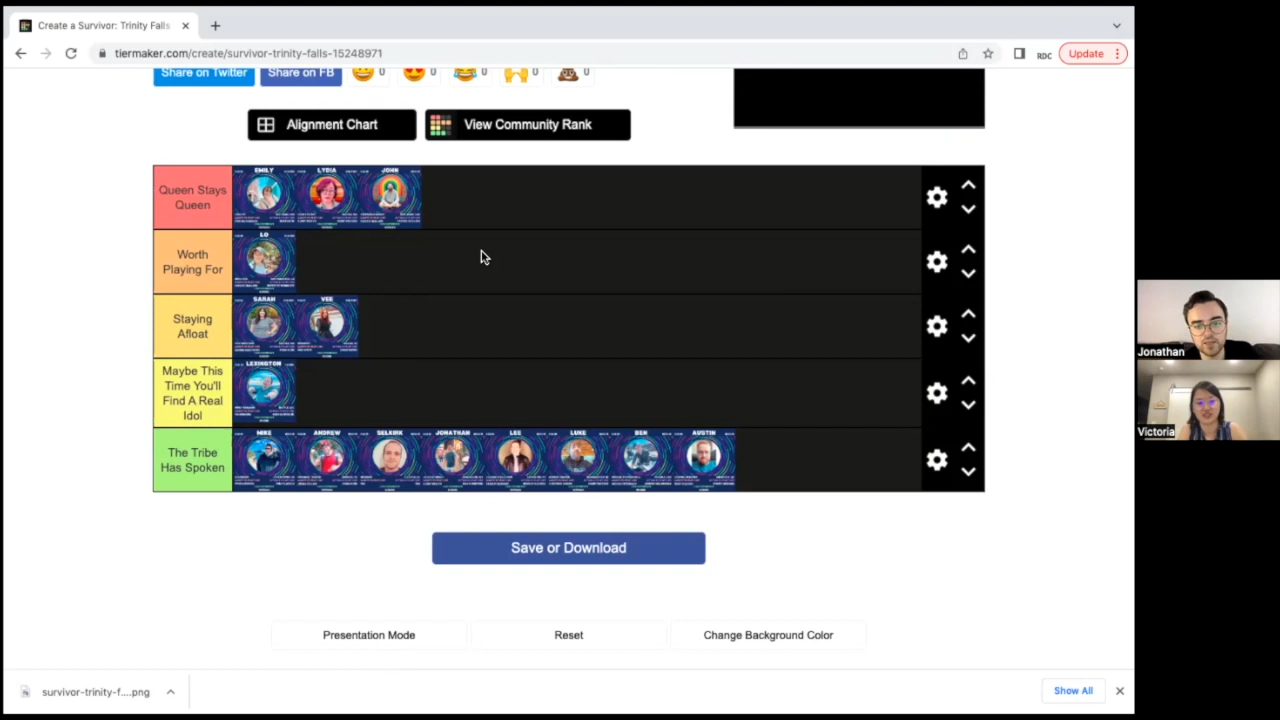 Create a Survivor: Trinity Falls
tiermaker.com/create/survivor-trinity-falls-15248971
RDC
Update
Share on Twitter
Share on FB
0
0
0
0
0
Alignment Chart
View Community Rank
Queen Stays
Queen
EMILY
LYDIA
JOHN
Worth
Playing For
LO
Staying
Afloat
SARAH
VEE
Maybe This
Time You'll
Find A Real
Idol
LEXINGTON
The Tribe
Has Spoken
MIKE
ANDREW
SELKIRK
JONATHAN
LEE
LUKE
BEN
AUSTIN
Jonathan
Victoria
Save or Download
Presentation Mode
Reset
Change Background Color
survivor-trinity-f....png
Show All